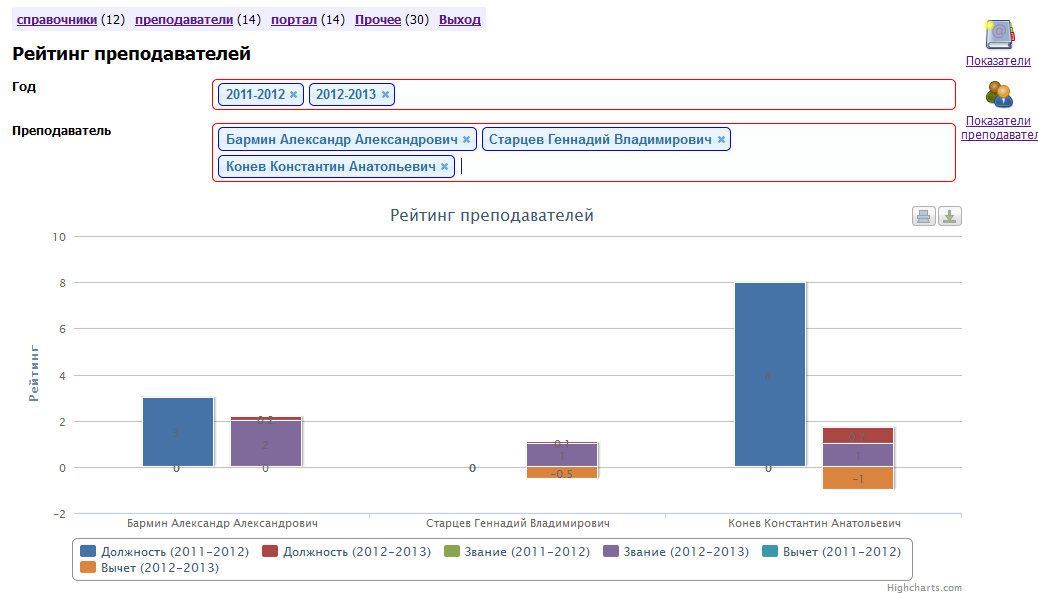 справочники (12) преподаватели (14) портал (14) Прочее (30) Выход
Рейтинг преподавателей
Показатели
Показатели
преподавател
Год
2011-2012 × 2012-2013 ×
Преподаватель
Бармин Александр Александрович × Старцев Геннадий Владимирович ×
Конев Константин Анатольевич ×
Рейтинг преподавателей
Рейтинг
10
8
6
4
2
0
-2
3
0
0.2
2
0
0
0.1
1
-0.5
8
0
1
-1
Бармин Александр Александрович
Старцев Геннадий Владимирович
Конев Константин Анатольевич
Должность (2011-2012) Должность (2012-2013) Звание (2011-2012) Звание (2012-2013) Вычет (2011-2012)
Вычет (2012-2013)
Highcharts.com